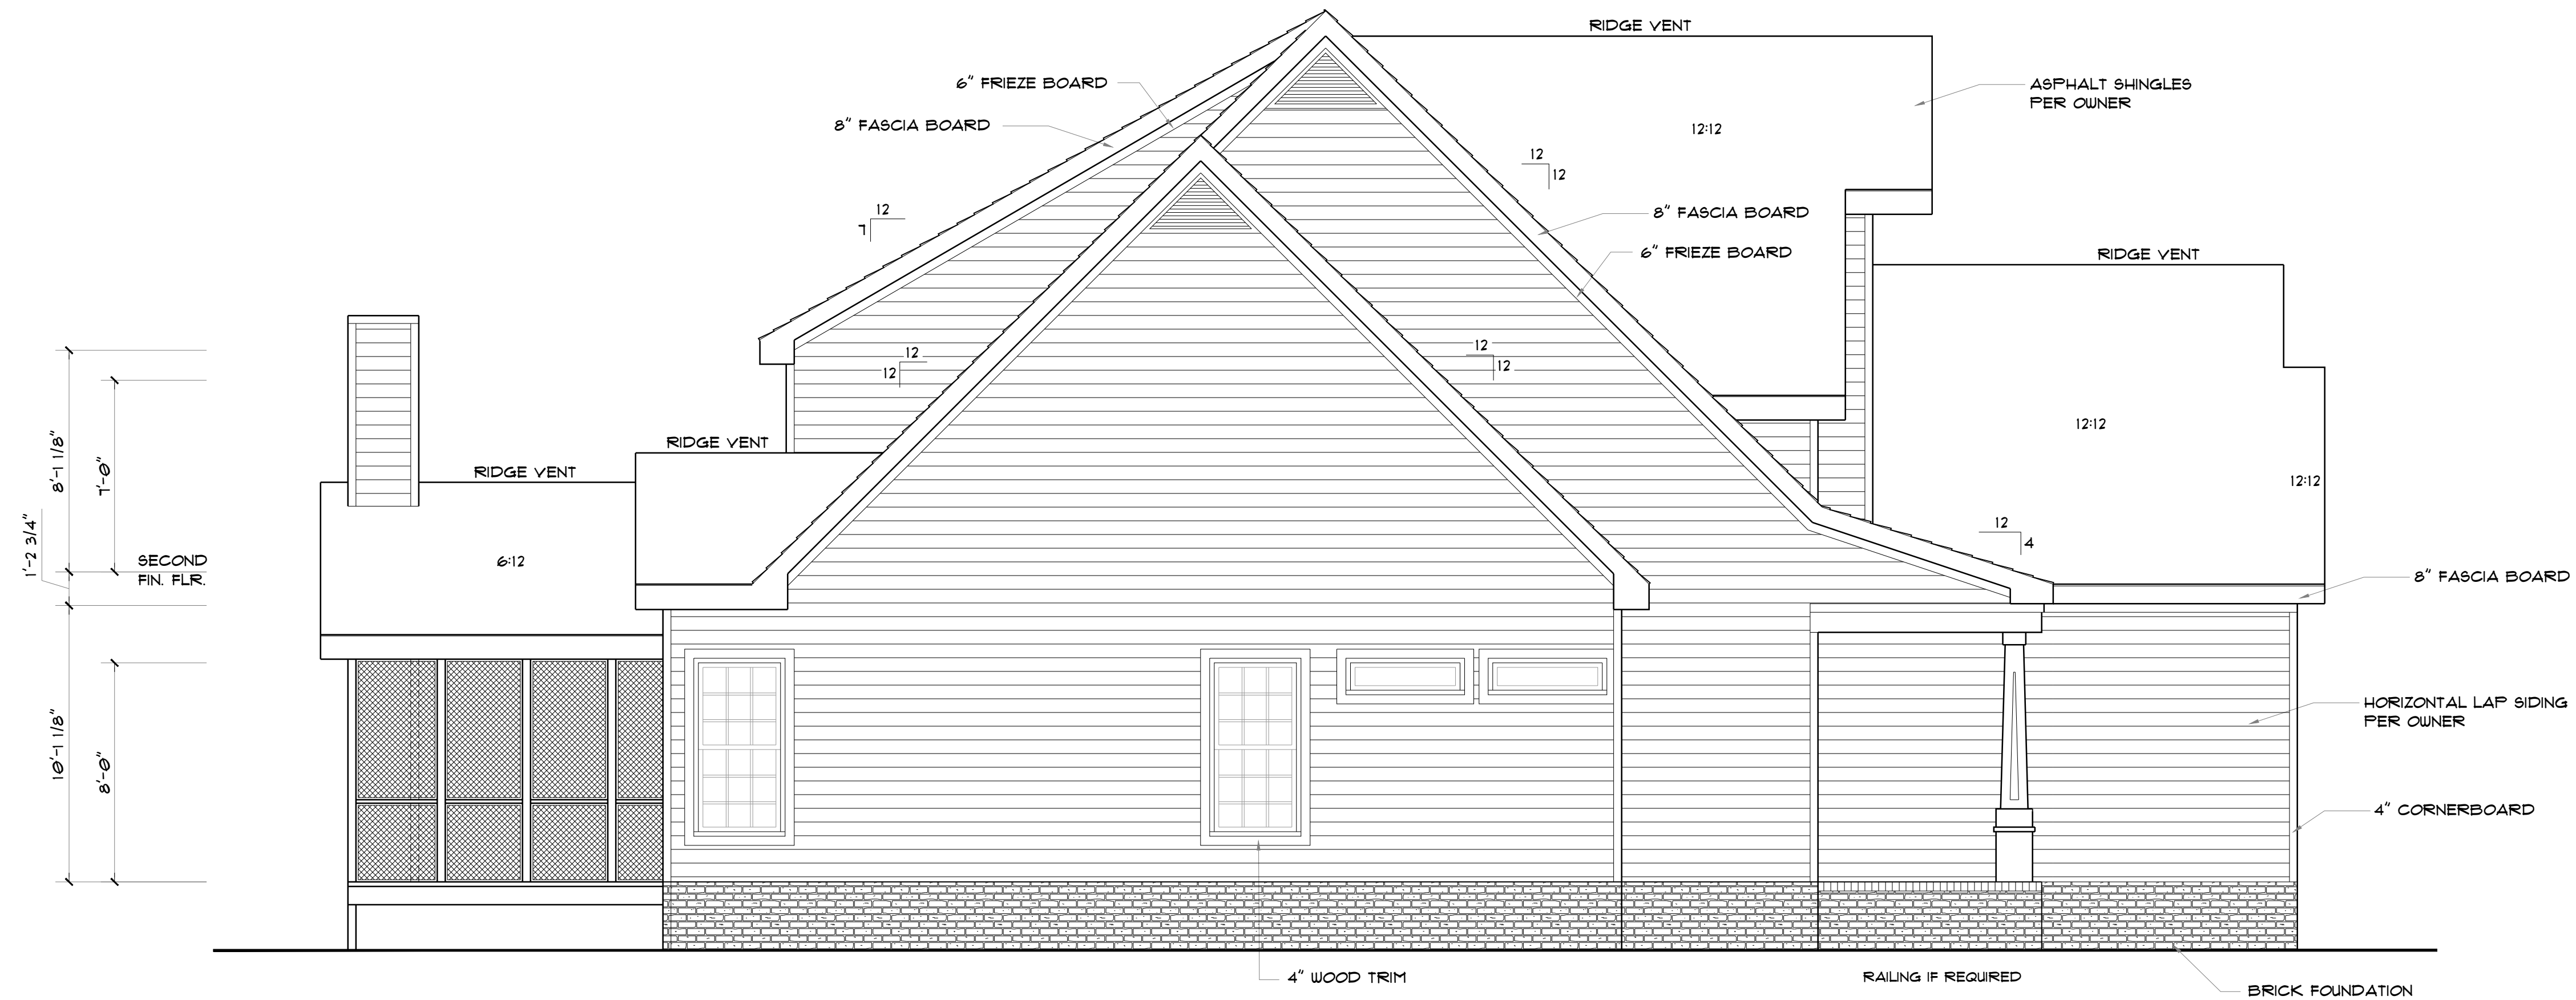 RIDGE VENT
6" FRIEZE BOARD
8" FASCIA BOARD
ASPHALT SHINGLES
PER OWNER
12:12
12
12
8" FASCIA BOARD
6" FRIEZE BOARD
12
7
RIDGE VENT
12
12
12
12
12:12
12:12
RIDGE VENT
RIDGE VENT
8'-1 1/8"
7'-0"
1'-2 3/4"
SECOND
FIN. FLR.
6:12
12
4
8" FASCIA BOARD
10'-1 1/8"
8'-0"
HORIZONTAL LAP SIDING
PER OWNER
4" CORNERBOARD
4" WOOD TRIM
RAILING IF REQUIRED
BRICK FOUNDATION